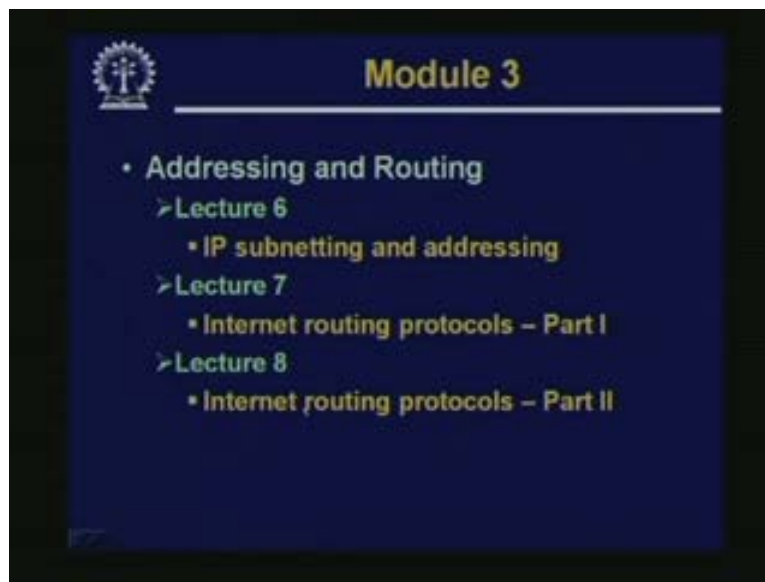 Module 3
• Addressing and Routing
➢Lecture 6
▪ IP subnetting and addressing
➢Lecture 7
▪ Internet routing protocols – Part I
➢Lecture 8
▪ Internet routing protocols – Part II